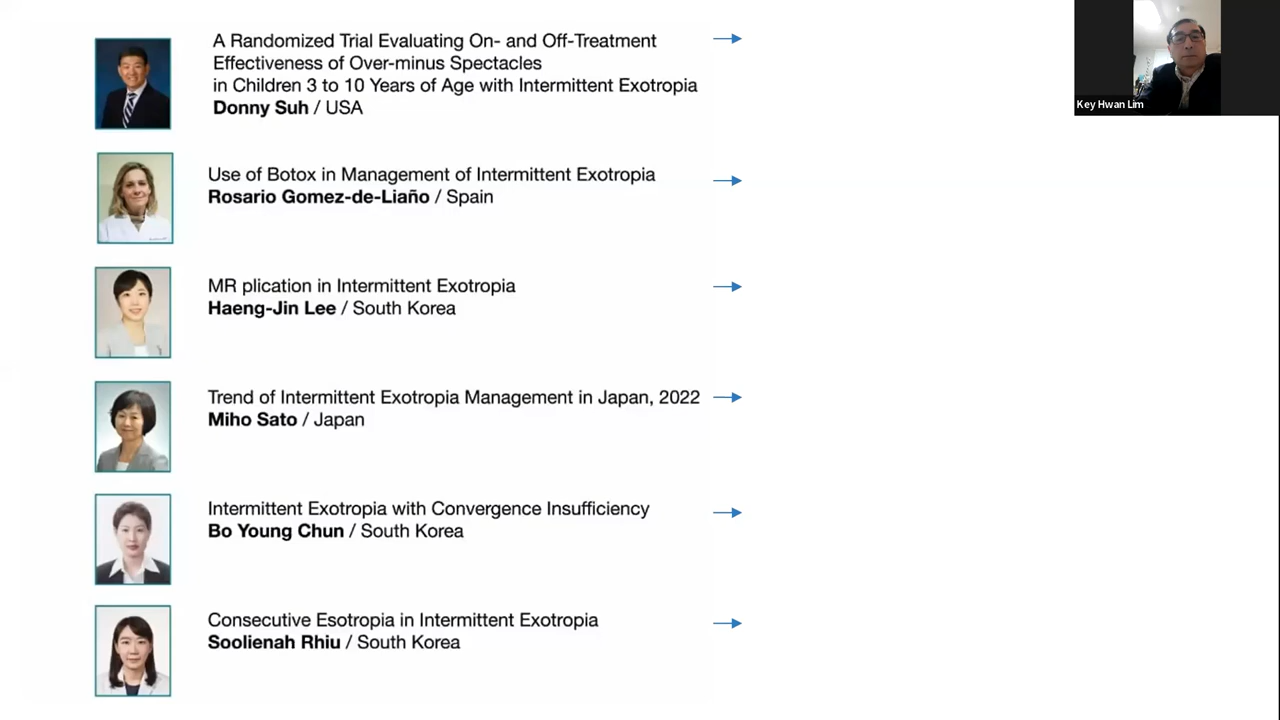 A Randomized Trial Evaluating On- and Off-Treatment
Effectiveness of Over-minus Spectacles
in Children 3 to 10 Years of Age with Intermittent Exotropia
Donny Suh / USA
Use of Botox in Management of Intermittent Exotropia
Rosario Gomez-de-Liaño / Spain
MR plication in Intermittent Exotropia
Haeng-Jin Lee / South Korea
Trend of Intermittent Exotropia Management in Japan, 2022
Miho Sato / Japan
Intermittent Exotropia with Convergence Insufficiency
Bo Young Chun / South Korea
Consecutive Esotropia in Intermittent Exotropia
Soolienah Rhiu / South Korea
Key Hwan Lim